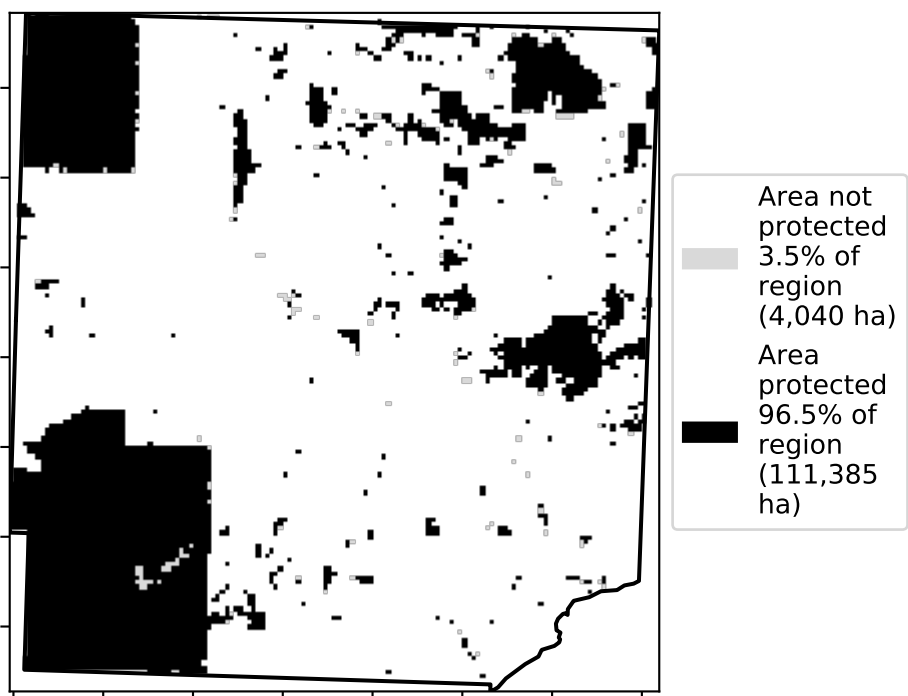 Area not
protected
3.5% of
region
(4,040 ha)
Area
protected
96.5% of
region
(111,385
ha)